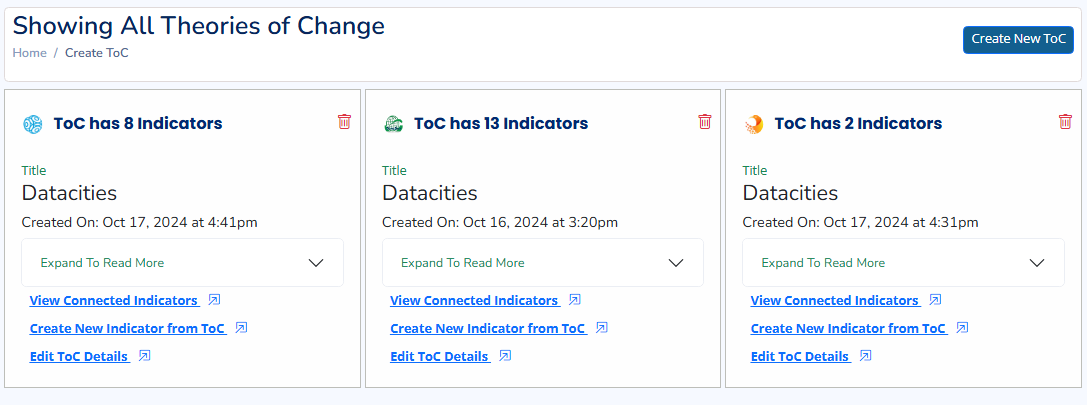 Showing All Theories of Change
Home / Create ToC
Create New ToC
ToC has 8 Indicators
Title
Datacities
Created On: Oct 17, 2024 at 4:41pm
Expand To Read More
View Connected Indicators
Create New Indicator from ToC
Edit ToC Details
ToC has 13 Indicators
Title
Datacities
Created On: Oct 16, 2024 at 3:20pm
Expand To Read More
View Connected Indicators
Create New Indicator from ToC
Edit ToC Details
ToC has 2 Indicators
Title
Datacities
Created On: Oct 17, 2024 at 4:31pm
Expand To Read More
View Connected Indicators
Create New Indicator from ToC
Edit ToC Details